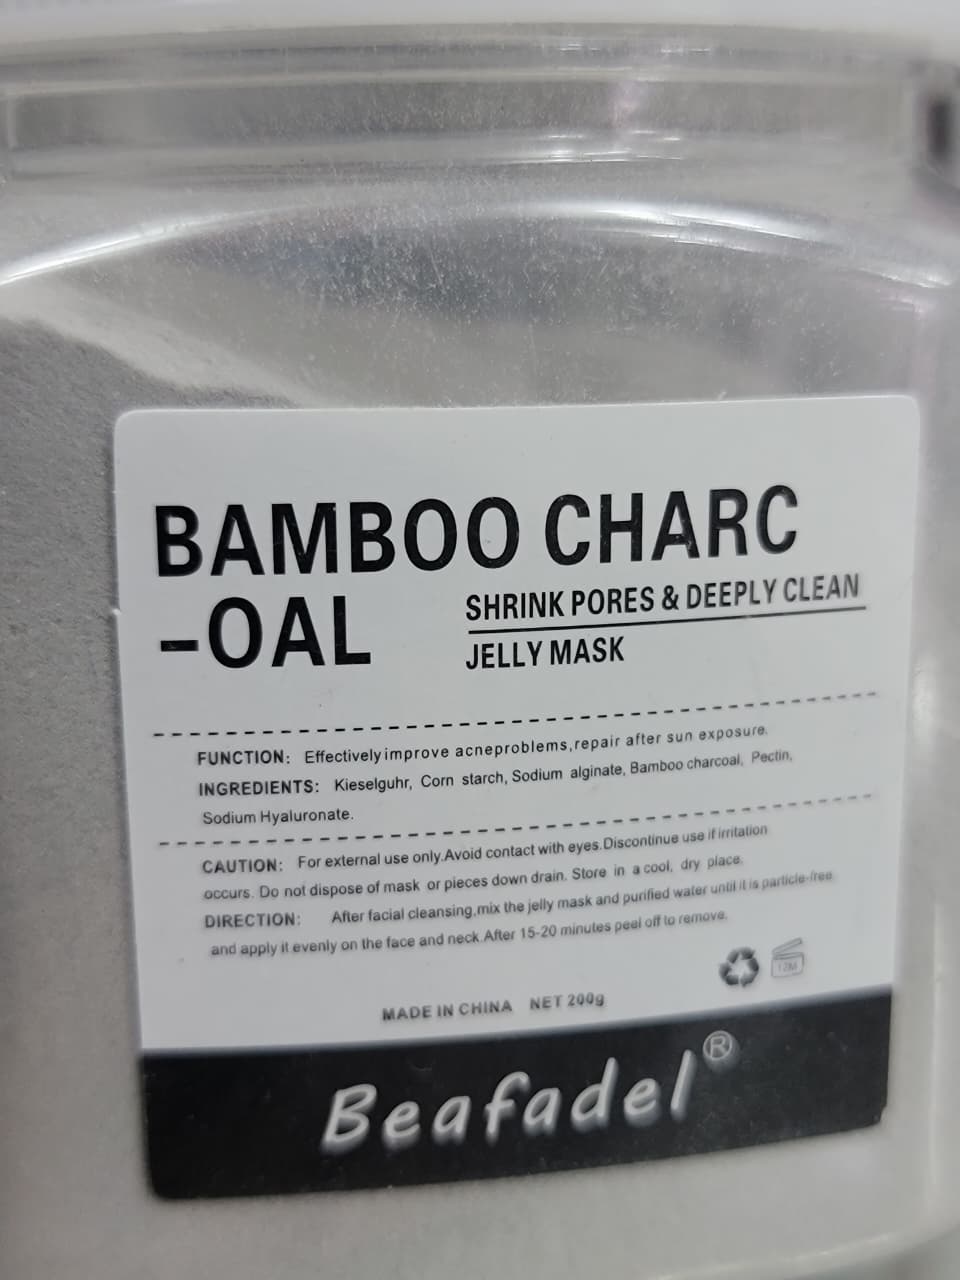 BAMBOO CHARC
-OAL
SHRINK PORES & DEEPLY CLEAN
JELLY MASK
FUNCTION: Effectively improve acneproblems,repair after sun exposure.
INGREDIENTS: Kieselguhr, Corn starch, Sodium alginate, Bamboo charcoal, Pectin,
Sodium Hyaluronate.
CAUTION: For external use only.Avoid contact with eyes.Discontinue use if irritation
occurs. Do not dispose of mask or pieces down drain. Store in a cool, dry place.
DIRECTION: After facial cleansing,mix the jelly mask and purified water until it is particle-free
and apply it evenly on the face and neck.After 15-20 minutes peel off to remove.
12M
MADE IN CHINA NET 200g
Beafadel®